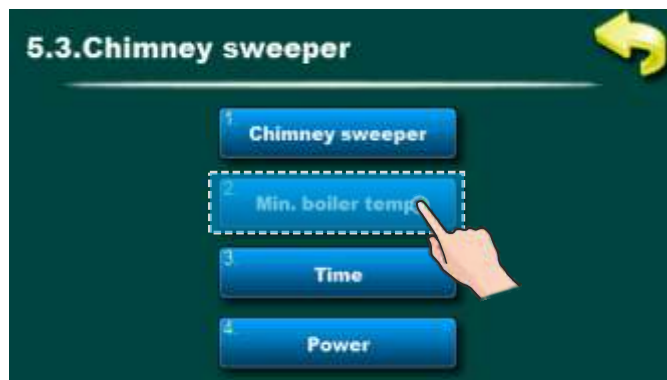 5.3.Chimney sweeper
1.
Chimney sweeper
2.
Min. boiler temp
3.
Time
4.
Power